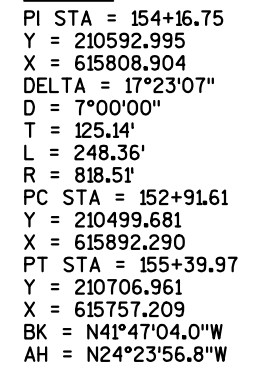 PI STA = 154+16.75
Y = 210592.995
X = 615808.904
DELTA = 17°23'07"
D = 7°00'00"
T = 125.14'
L = 248.36'
R = 818.51'
PC STA = 152+91.61
Y = 210499.681
X = 615892.290
PT STA = 155+39.97
Y = 210706.961
X = 615757.209
BK = N41°47'04.0"W
AH = N24°23'56.8"W